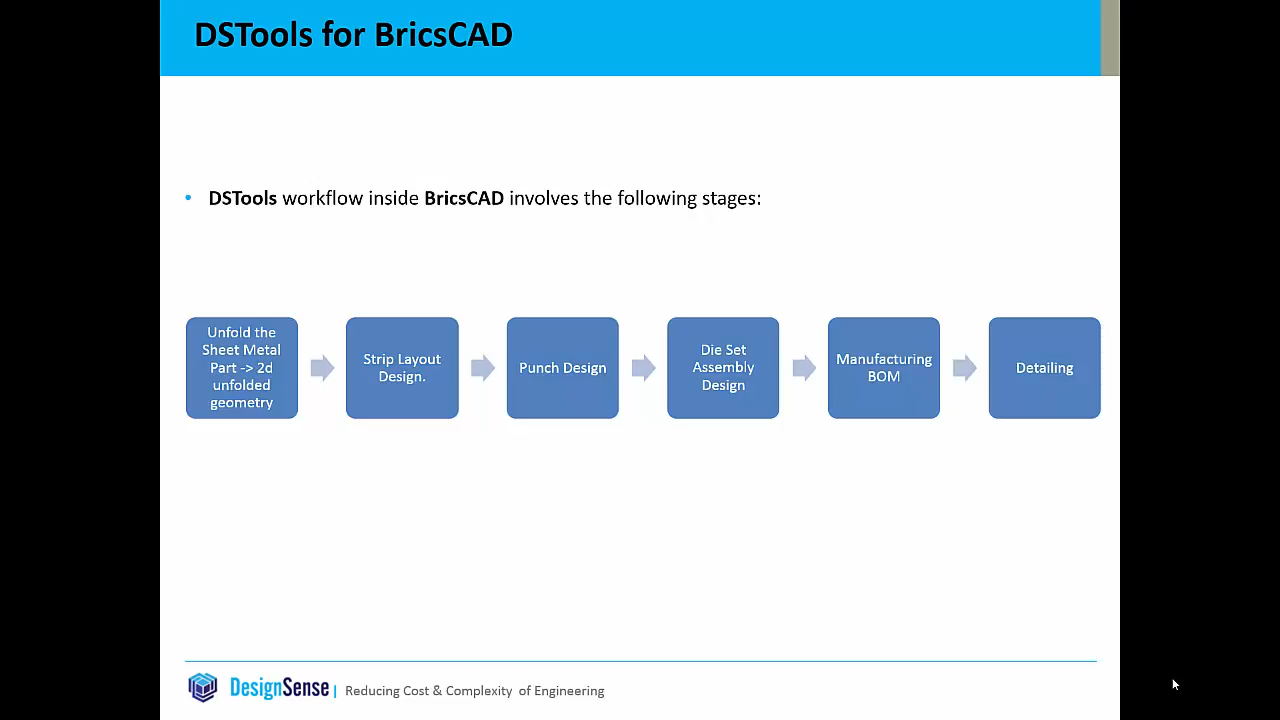 DSTools for BricsCAD
• DSTools workflow inside BricsCAD involves the following stages:
Unfold the
Sheet Metal
Part -> 2d
unfolded
geometry
Strip Layout
Design.
Punch Design
Die Set
Assembly
Design
Manufacturing
BOM
Detailing
DesignSense | Reducing Cost & Complexity of Engineering